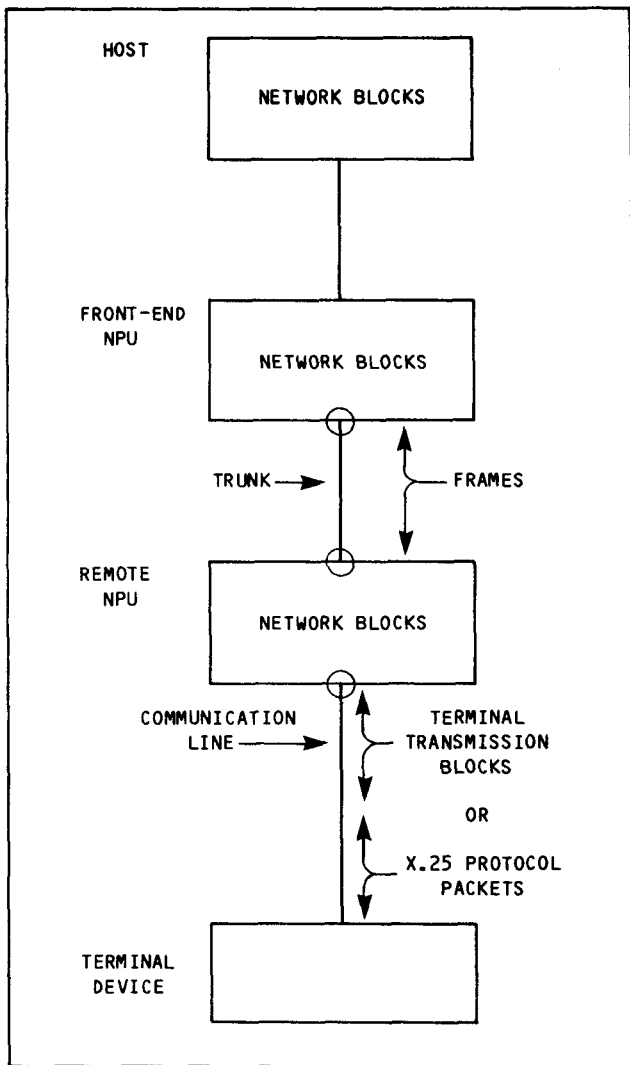 HOST
NETWORK BLOCKS
FRONT-END
NPU
NETWORK BLOCKS
TRUNK
FRAMES
REMOTE
NPU
NETWORK BLOCKS
COMMUNICATION
LINE
TERMINAL
TRANSMISSION
BLOCKS
OR
X.25 PROTOCOL
PACKETS
TERMINAL
DEVICE